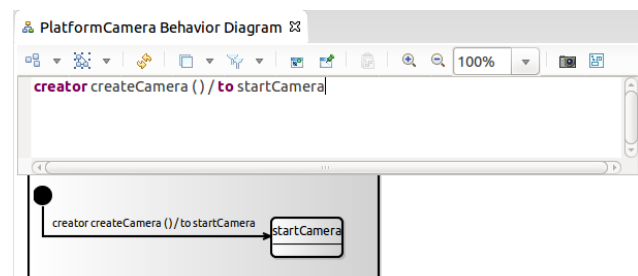 PlatformCamera Behavior Diagram
100%
creator createCamera ( ) / to startCamera
creator createCamera ( ) / to startCamera
startCamera